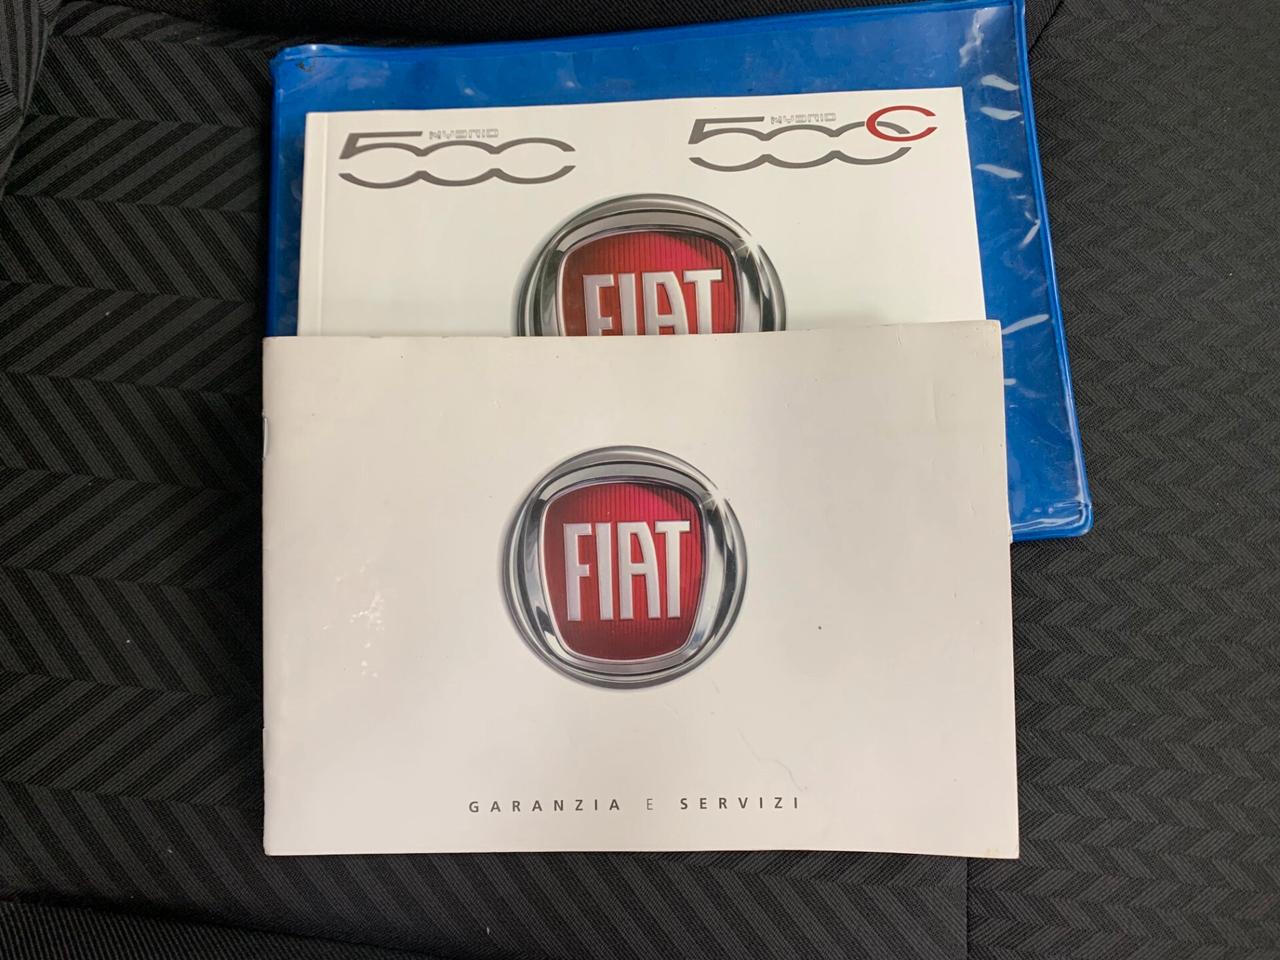 500 HYBRID
500C HYBRID
FIAT
FIAT
GARANZIA E SERVIZI